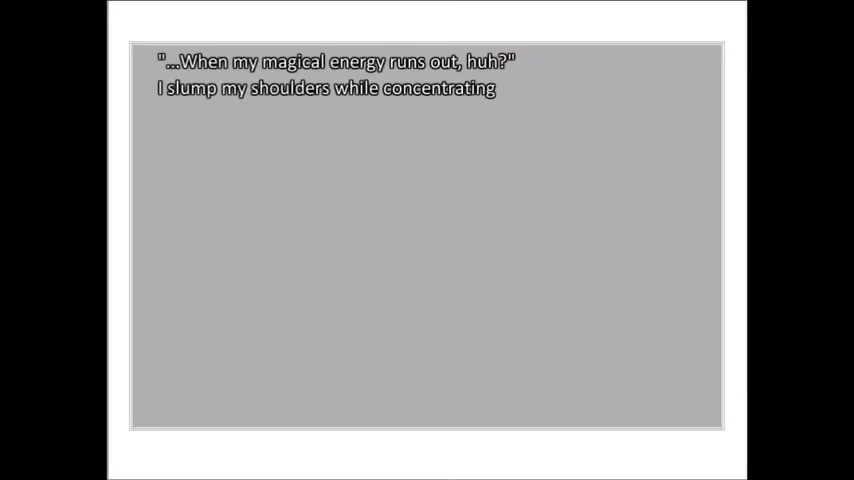 "...When my magical energy runs out, huh?"
I slump my shoulders while concentrating